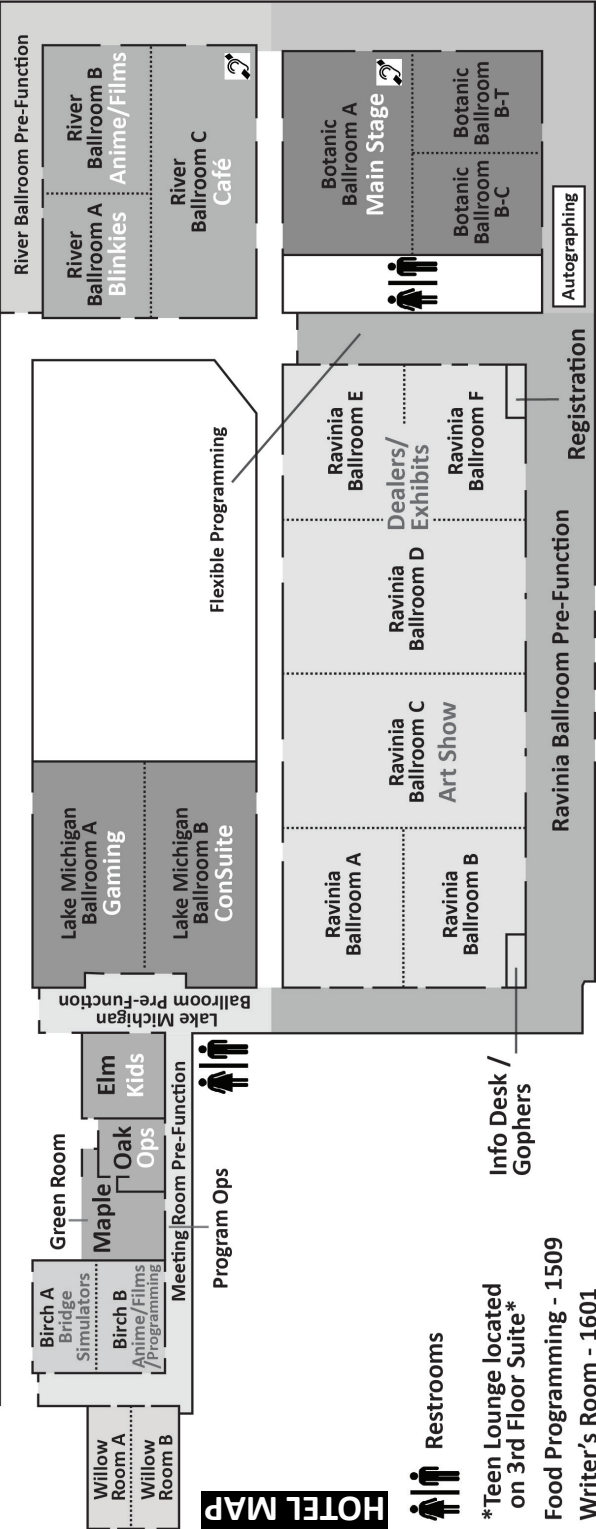 HOTEL MAP
River Ballroom Pre-Function
River
Ballroom A
Blinkies
River
Ballroom B
Anime/Films
River
Ballroom C
Café
Botanic
Ballroom A
Main Stage
Botanic
Ballroom
B-T
Botanic
Ballroom
B-C
Autographing
Flexible Programming
Registration
Ravinia
Ballroom E
Dealers/
Exhibits
Ravinia
Ballroom F
Ravinia
Ballroom D
Ravinia
Ballroom C
Art Show
Ravinia
Ballroom A
Ravinia
Ballroom B
Ravinia Ballroom Pre-Function
Lake Michigan
Ballroom A
Gaming
Lake Michigan
Ballroom B
ConSuite
Lake Michigan
Ballroom Pre-Function
Elm
Kids
Oak
Ops
Maple
Green Room
Meeting Room Pre-Function
Program Ops
Birch A
Bridge
Simulators
Birch B
Anime/Films
/Programming
Willow
Room A
Willow
Room B
Info Desk /
Gophers
Restrooms
*Teen Lounge located
on 3rd Floor Suite*
Food Programming - 1509
Writer's Room - 1601